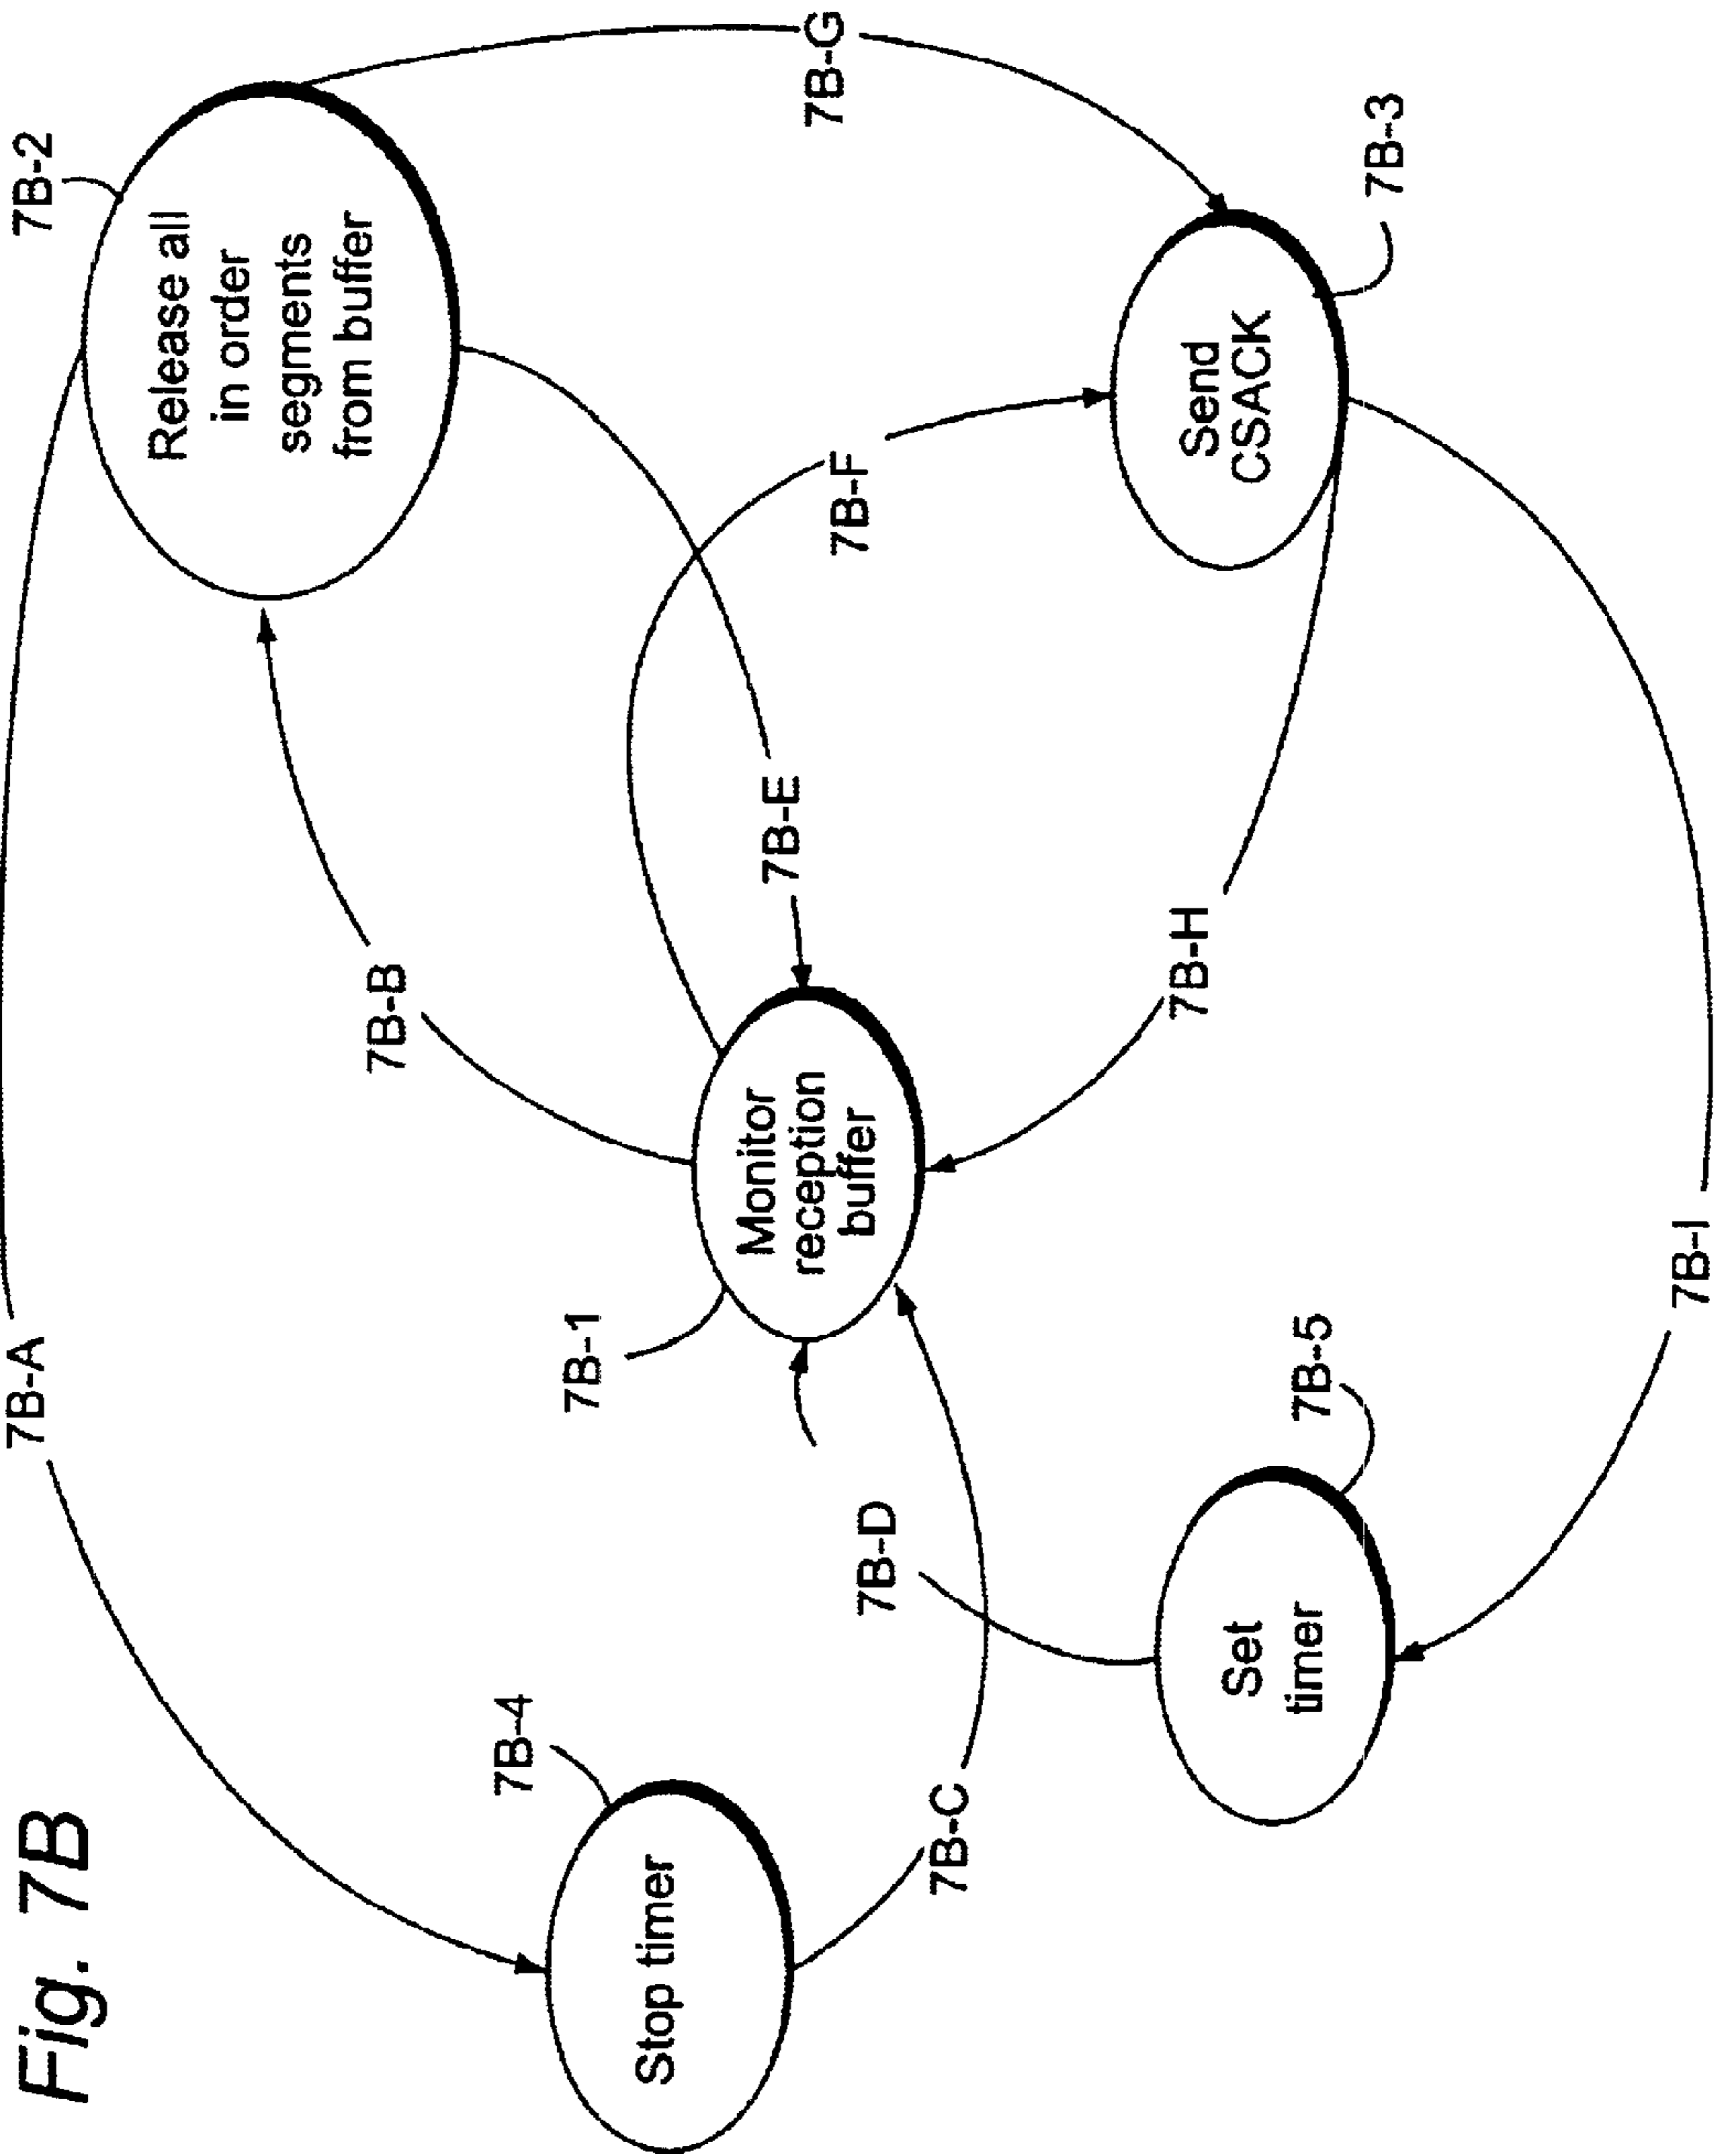 Fig. 7B
7B-A
7B-2
Release all
in order
segments
from buffer
7B-B
7B-4
Stop timer
7B-1
Monitor
reception
buffer
7B-E
7B-F
7B-G
7B-D
7B-C
7B-H
Send
CSACK
7B-3
Set
timer
7B-5
7B-I